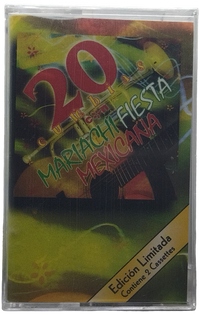 20
MARIACHI FIESTA
MEXICANA
Edición Limitada
Contiene 2 Cassettes